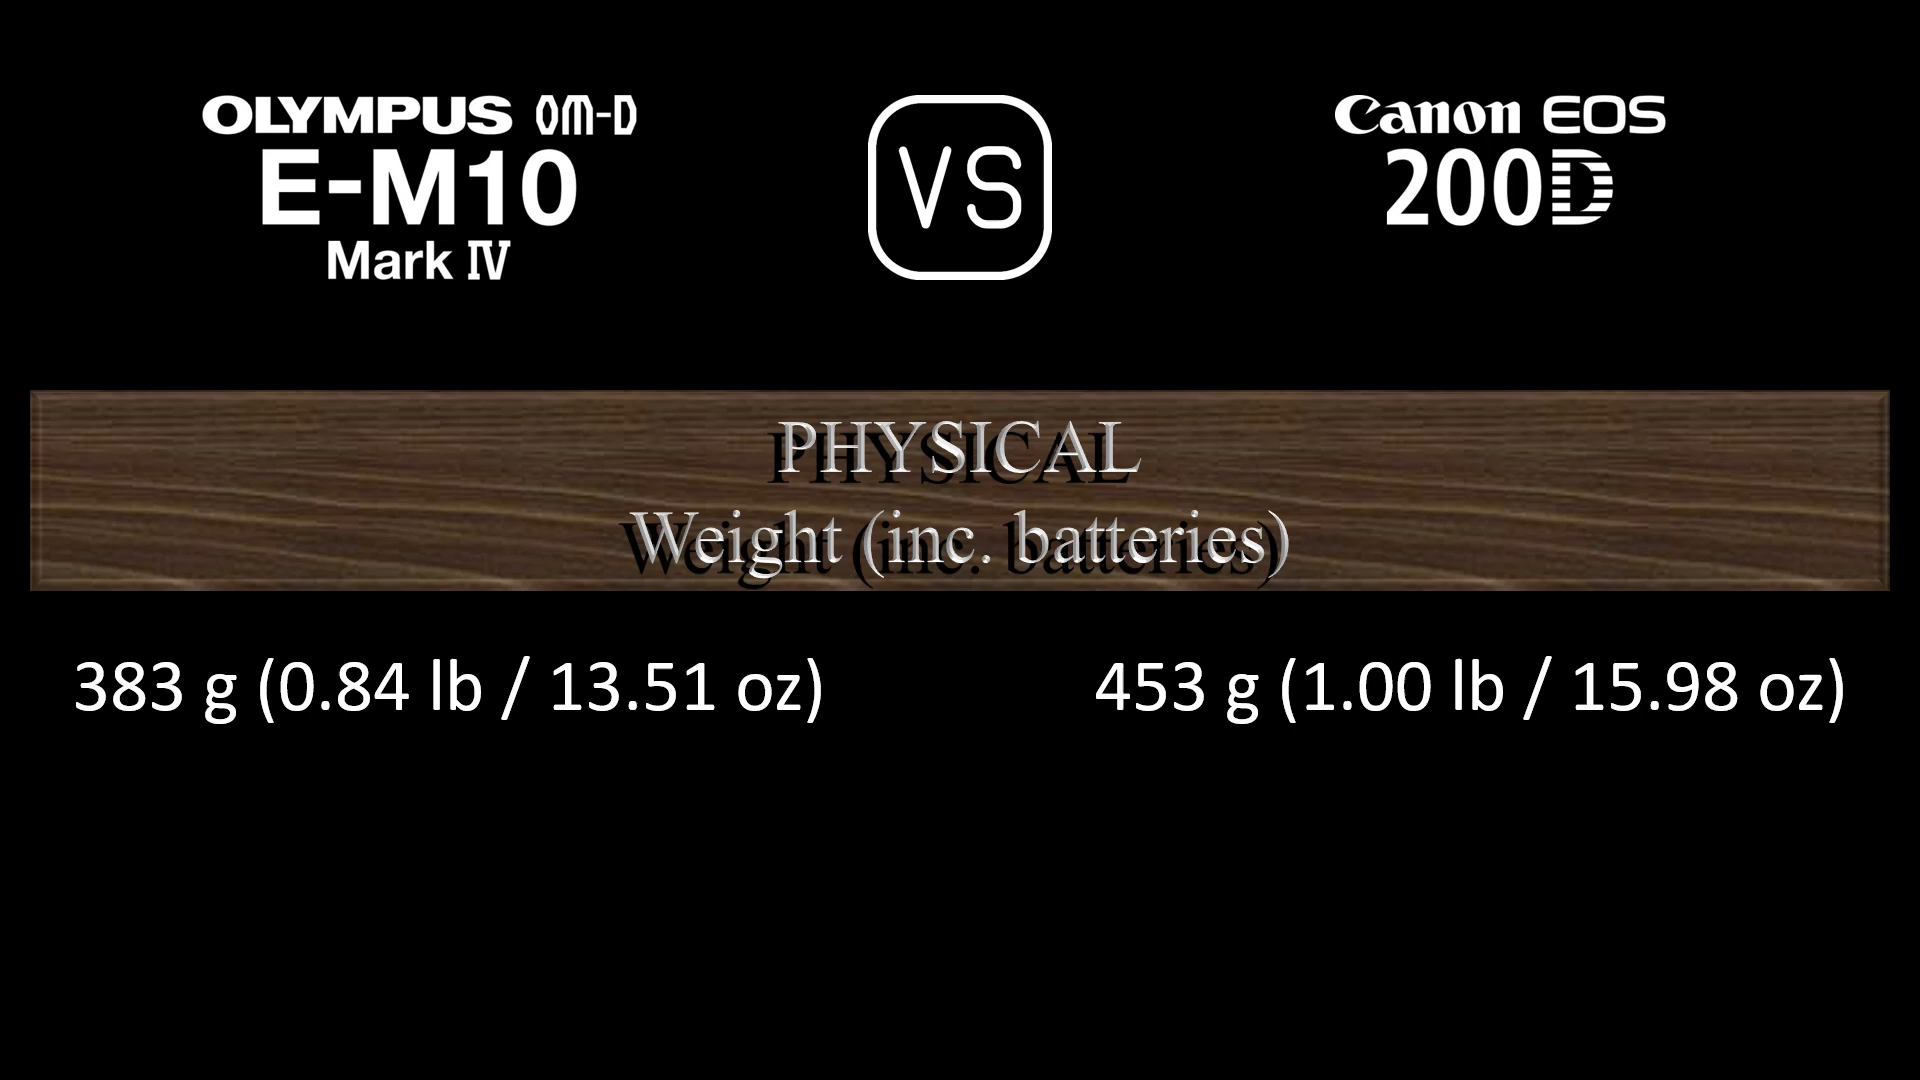 OLYMPUS OM-D
E-M10
Mark IV
VS
Canon EOS
200D
PHYSICAL
Weight (inc. batteries)
383 g (0.84 lb / 13.51 oz)
453 g (1.00 lb / 15.98 oz)